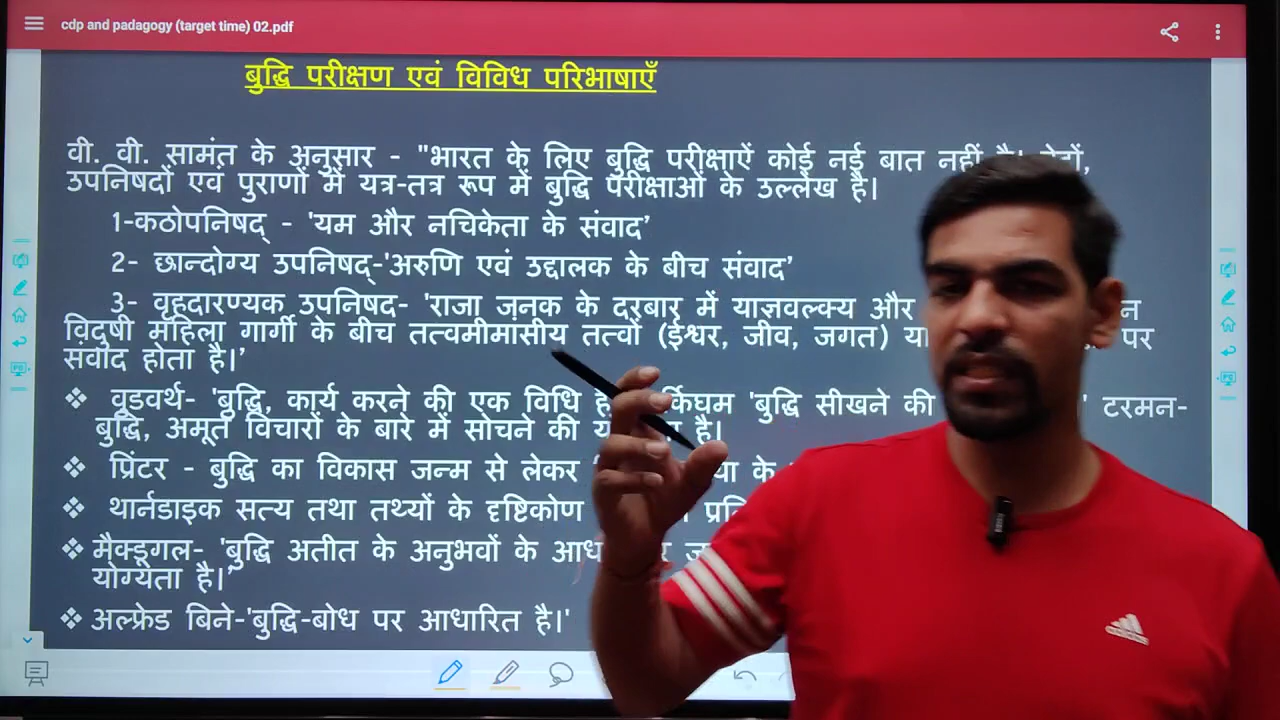 cdp and padagogy (target time) 02.pdf
बुद्धि परीक्षण एवं विविध परिभाषाएँ
वी. वी. सामंत के अनुसार - "भारत के लिए बुद्धि परीक्षाऐं कोई नई बात नहीं है।
उपनिषदों एवं पुराणों में यत्र-तत्र रूप में बुद्धि परीक्षाओं के उल्लेख है।
1-कठोपनिषद् - 'यम और नचिकेता के संवाद’
2- छान्दोग्य उपनिषद्-'अरुणि एवं उद्दालक के बीच संवाद’
3- वृहदारण्यक उपनिषद- 'राजा जनक के दरबार में याज्ञवल्क्य और
विदुषी महिला गार्गी के बीच तत्वमीमांसीय तत्वों (ईश्वर, जीव, जगत) पर
संवाद होता है।’
❖ वुडवर्थ- 'बुद्धि, कार्य करने की एक विधि 'बुद्धि सीखने की टरमन-
बुद्धि, अमूर्त विचारों के बारे में सोचने की है।
❖ प्रिंटर - बुद्धि का विकास जन्म से लेकर के
❖ थार्नडाइक सत्य तथा तथ्यों के दृष्टिकोण
❖ मैक्डूगल- 'बुद्धि अतीत के अनुभवों के
योग्यता है।’
❖ अल्फ्रेड बिने-'बुद्धि-बोध पर आधारित है।'
adidas